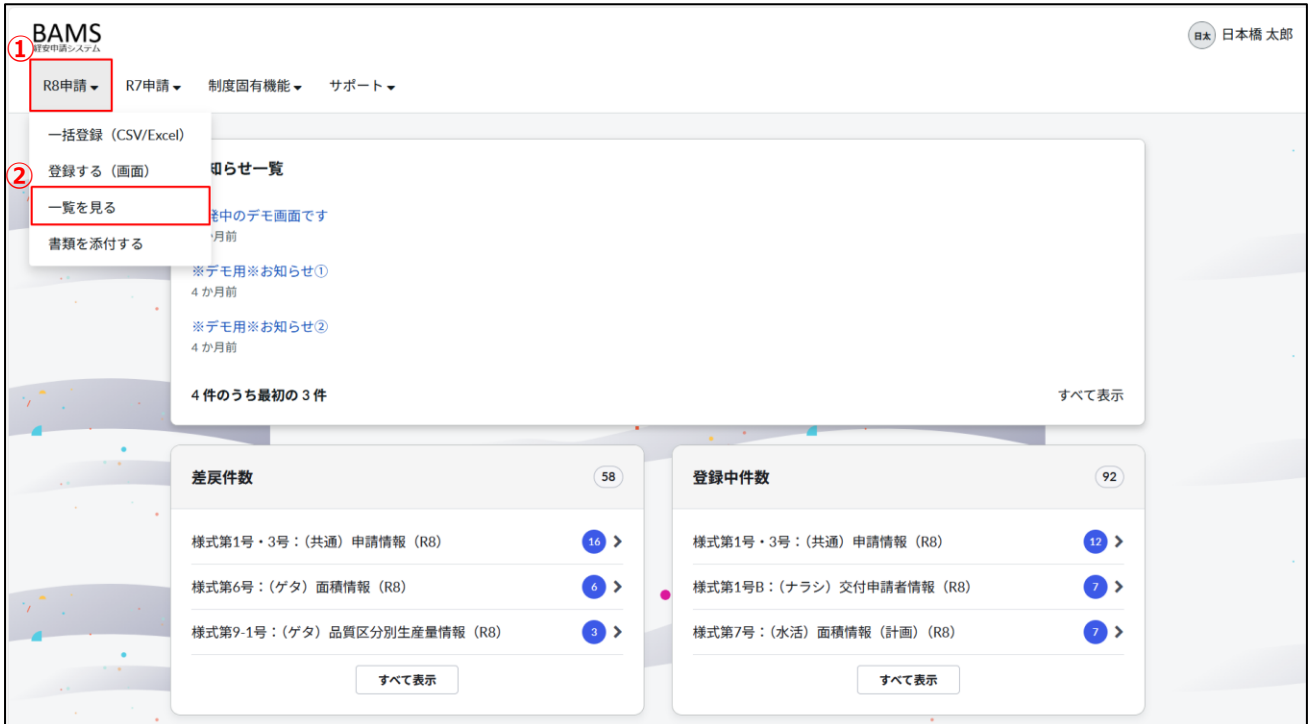 BAMS
経安申請システム
日太 日本橋 太郎
①
R8申請 R7申請 制度固有機能 サポート
一括登録（CSV/Excel）
登録する（画面）
②
一覧を見る
書類を添付する
知らせ一覧
発中のデモ画面です
月前
※デモ用※お知らせ①
4 か月前
※デモ用※お知らせ②
4 か月前
4 件のうち最初の 3 件 すべて表示
差戻件数 58
様式第1号・3号：（共通）申請情報（R8） 16
様式第6号：（ゲタ）面積情報（R8） 6
様式第9-1号：（ゲタ）品質区分別生産量情報（R8） 3
すべて表示
登録中件数 92
様式第1号・3号：（共通）申請情報（R8） 12
様式第1号B：（ナラシ）交付申請者情報（R8） 7
様式第7号：（水活）面積情報（計画）（R8） 7
すべて表示